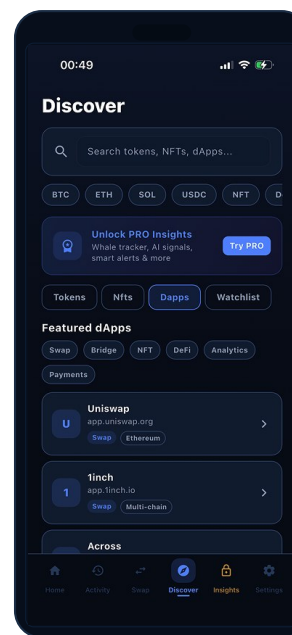 00:49
Discover
Search tokens, NFTs, dApps...
BTC ETH SOL USDC NFT D
Unlock PRO Insights
Whale tracker, AI signals,
smart alerts & more
Try PRO
Tokens Nfts Dapps Watchlist
Featured dApps
Swap Bridge NFT DeFi Analytics
Payments
U
Uniswap
app.uniswap.org
Swap Ethereum
1
1inch
app.1inch.io
Swap Multi-chain
Across
Home Activity Swap Discover Insights Settings